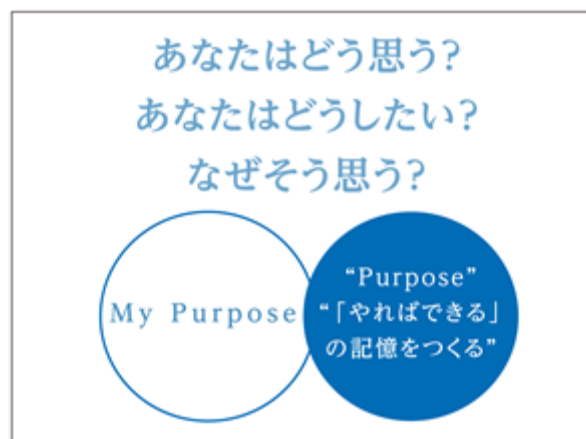 あなたはどう思う？
あなたはどうしたい？
なぜそう思う？
My Purpose
“Purpose”
“「やればできる」
の記憶をつくる”